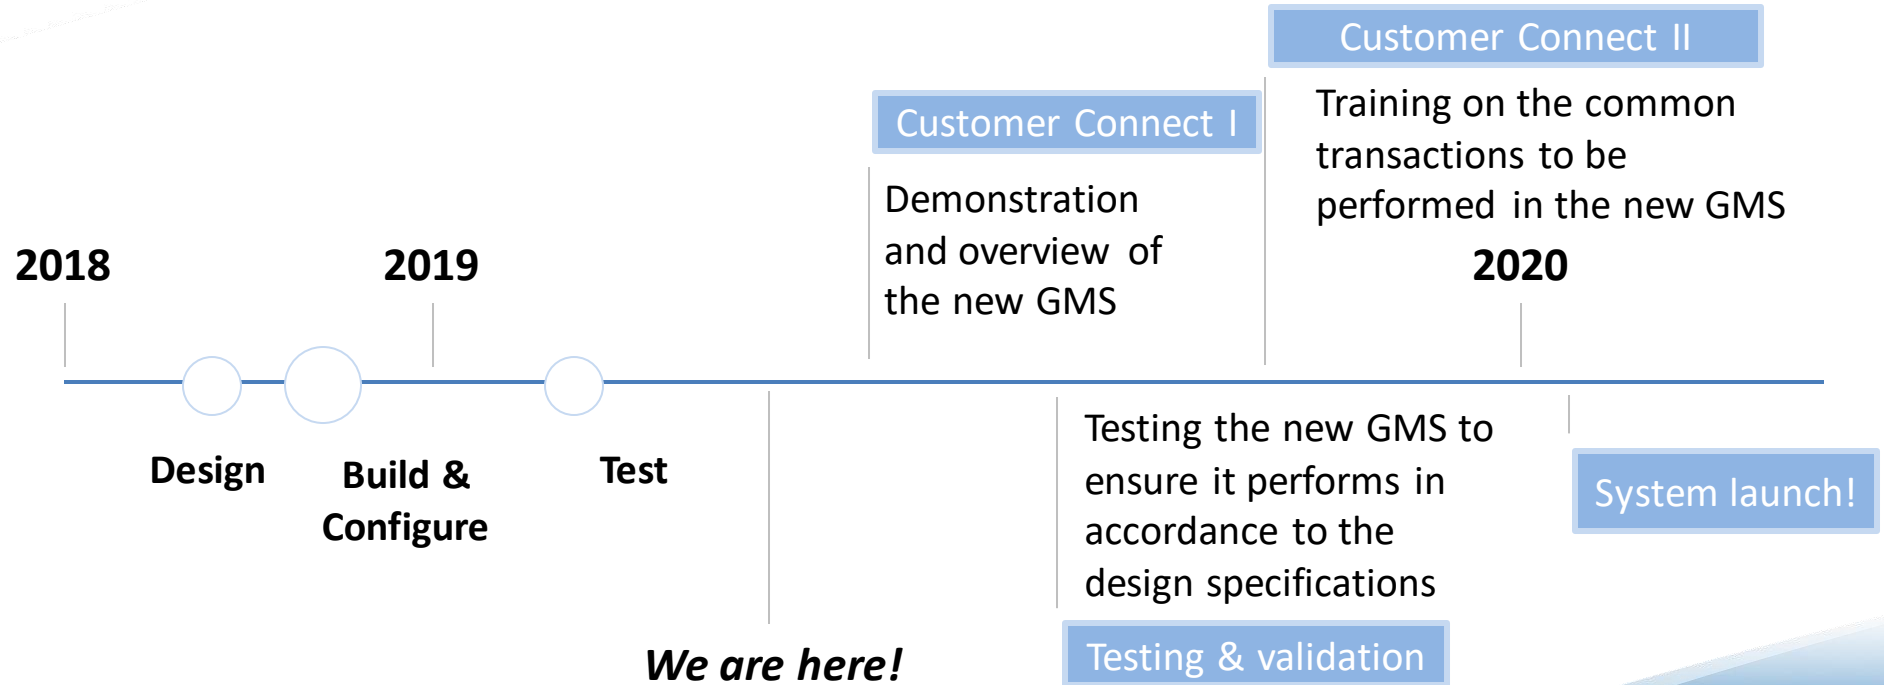 Customer Connect II
Training on the common
transactions to be
performed in the new GMS
Customer Connect I
Demonstration
and overview of
the new GMS
2018
2019
2020
Design
Build &
Configure
Test
Testing the new GMS to
ensure it performs in
accordance to the
design specifications
System launch!
We are here!
Testing & validation